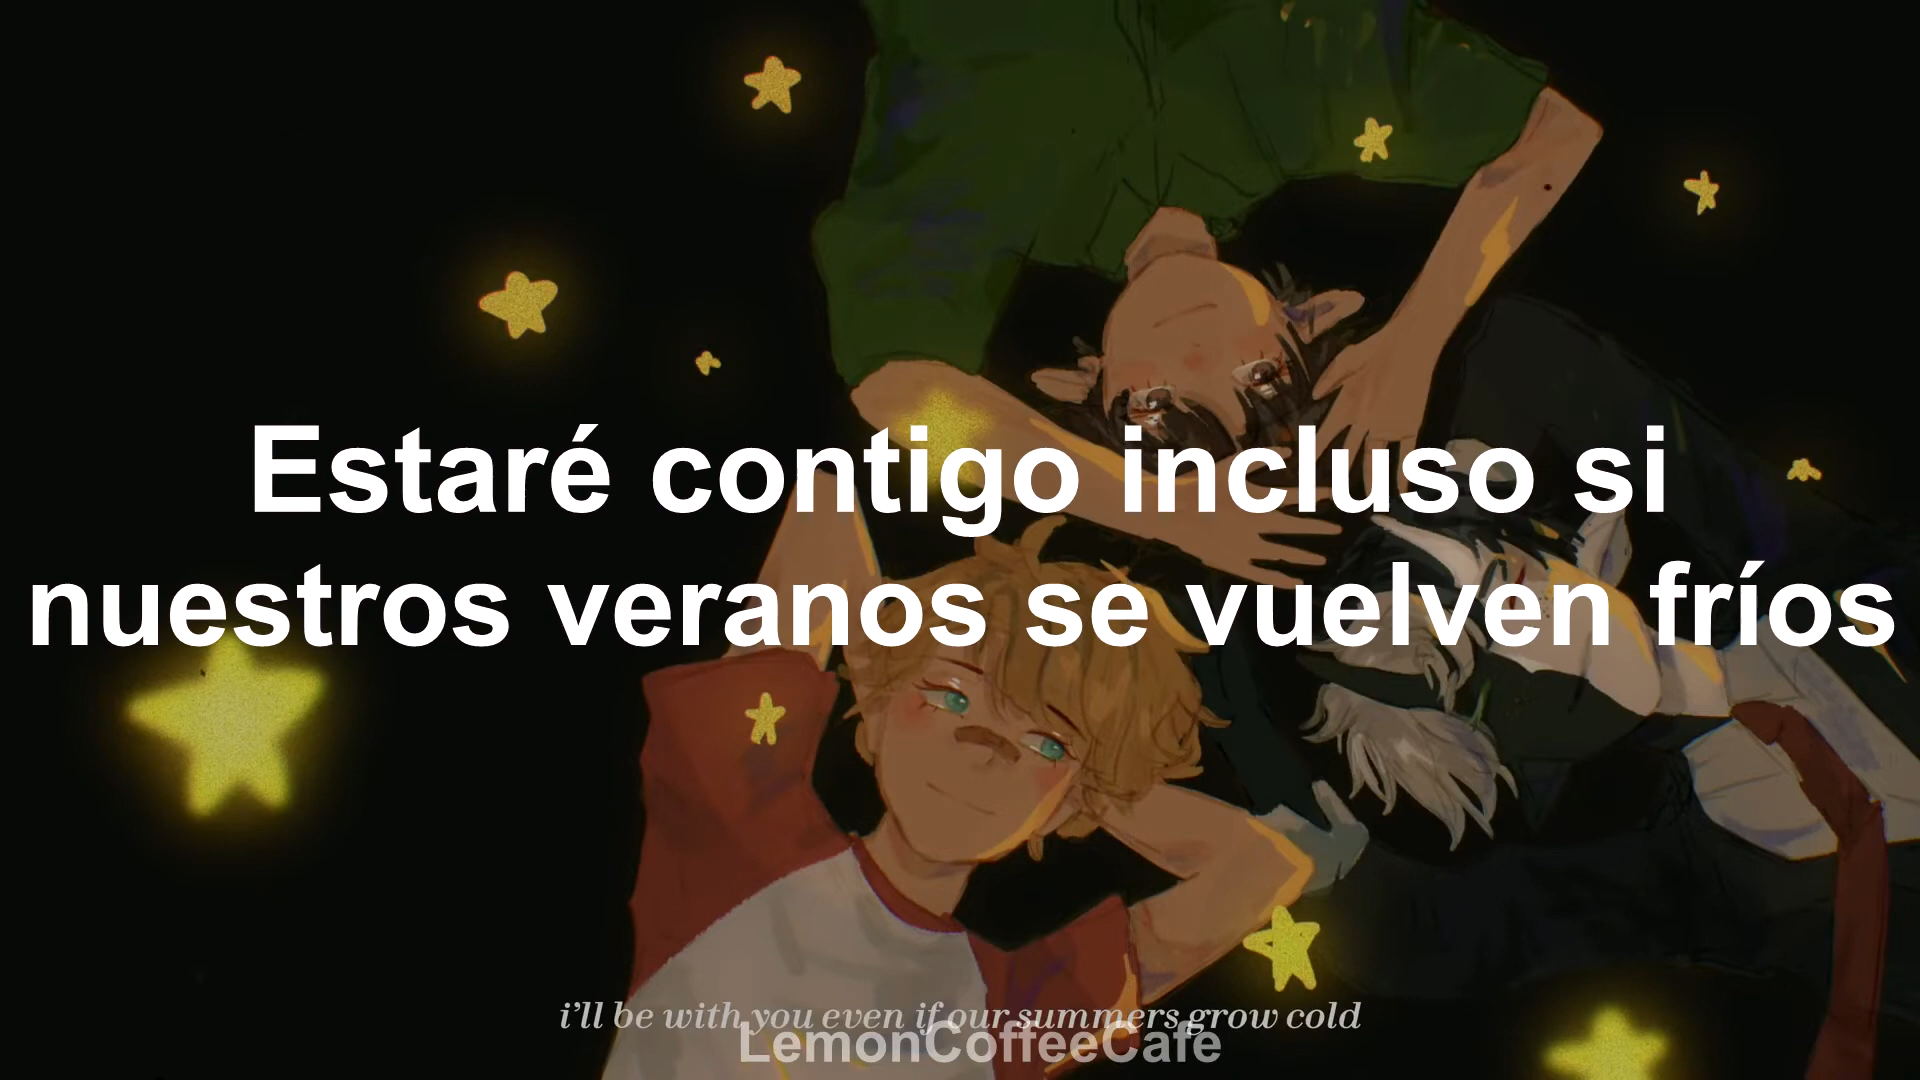 Estaré contigo incluso si
nuestros veranos se vuelven fríos
i’ll be with you even if our summers grow cold
LemonCoffeeCafe